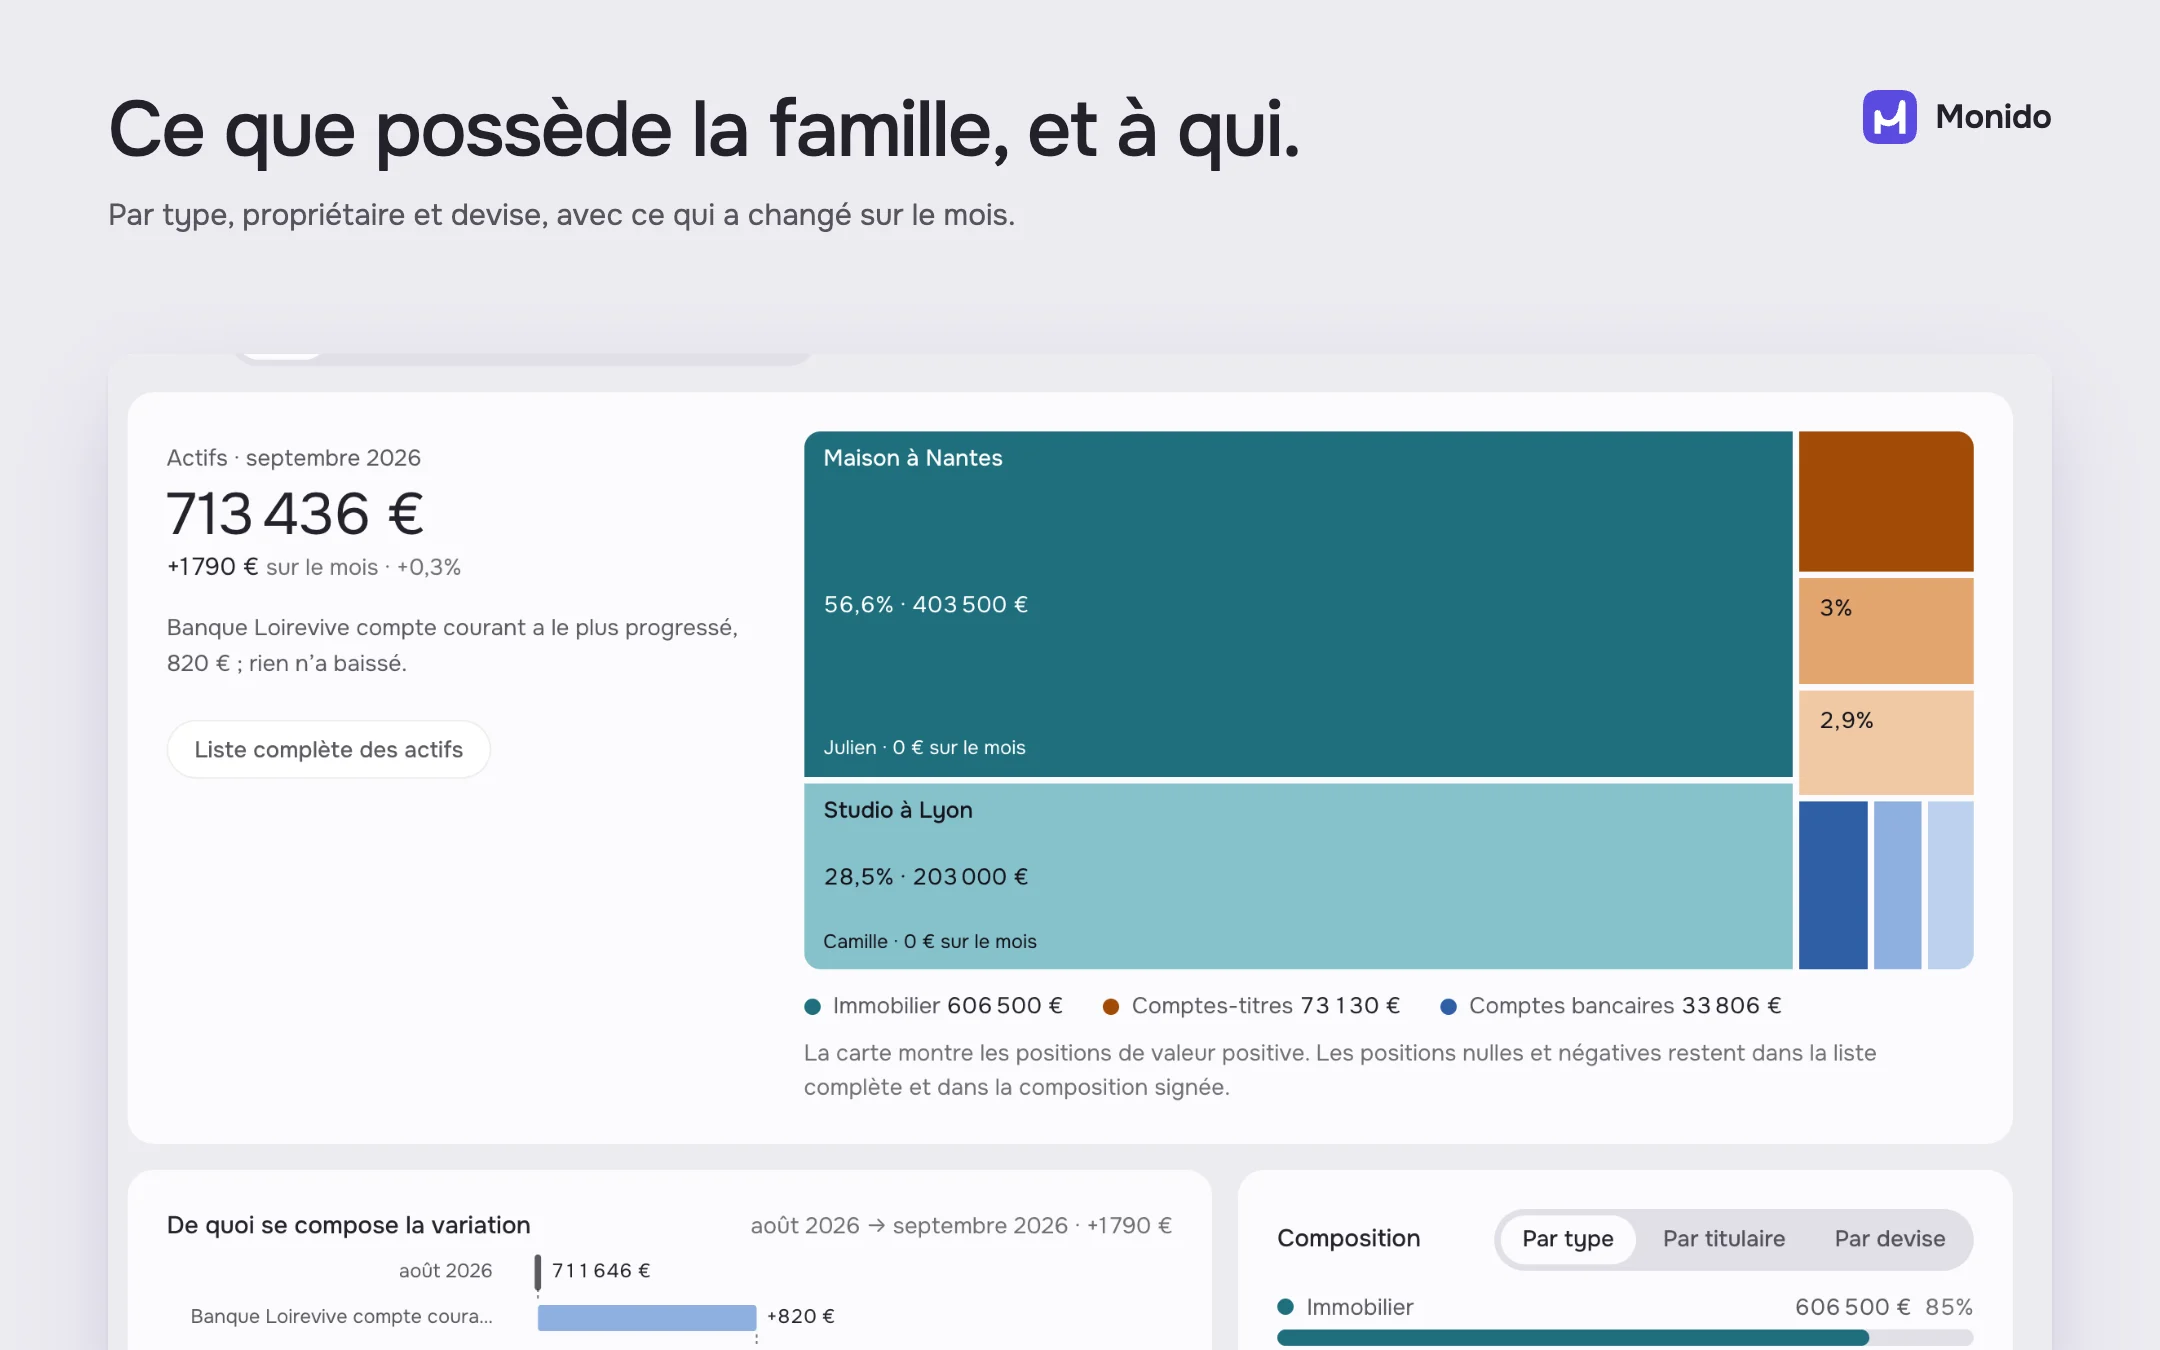 Ce que possède la famille, et à qui.
Monido
Par type, propriétaire et devise, avec ce qui a changé sur le mois.
Actifs · septembre 2026
713 436 €
+1 790 € sur le mois · +0,3%
Banque Loirevive compte courant a le plus progressé,
820 € ; rien n’a baissé.
Liste complète des actifs
Maison à Nantes
56,6% · 403 500 €
Julien · 0 € sur le mois
Studio à Lyon
28,5% · 203 000 €
Camille · 0 € sur le mois
3%
2,9%
Immobilier 606 500 €
Comptes-titres 73 130 €
Comptes bancaires 33 806 €
La carte montre les positions de valeur positive. Les positions nulles et négatives restent dans la liste
complète et dans la composition signée.
De quoi se compose la variation
août 2026 → septembre 2026 · +1 790 €
août 2026
711 646 €
Banque Loirevive compte coura...
+820 €
Composition
Par type
Par titulaire
Par devise
Immobilier
606 500 € 85%